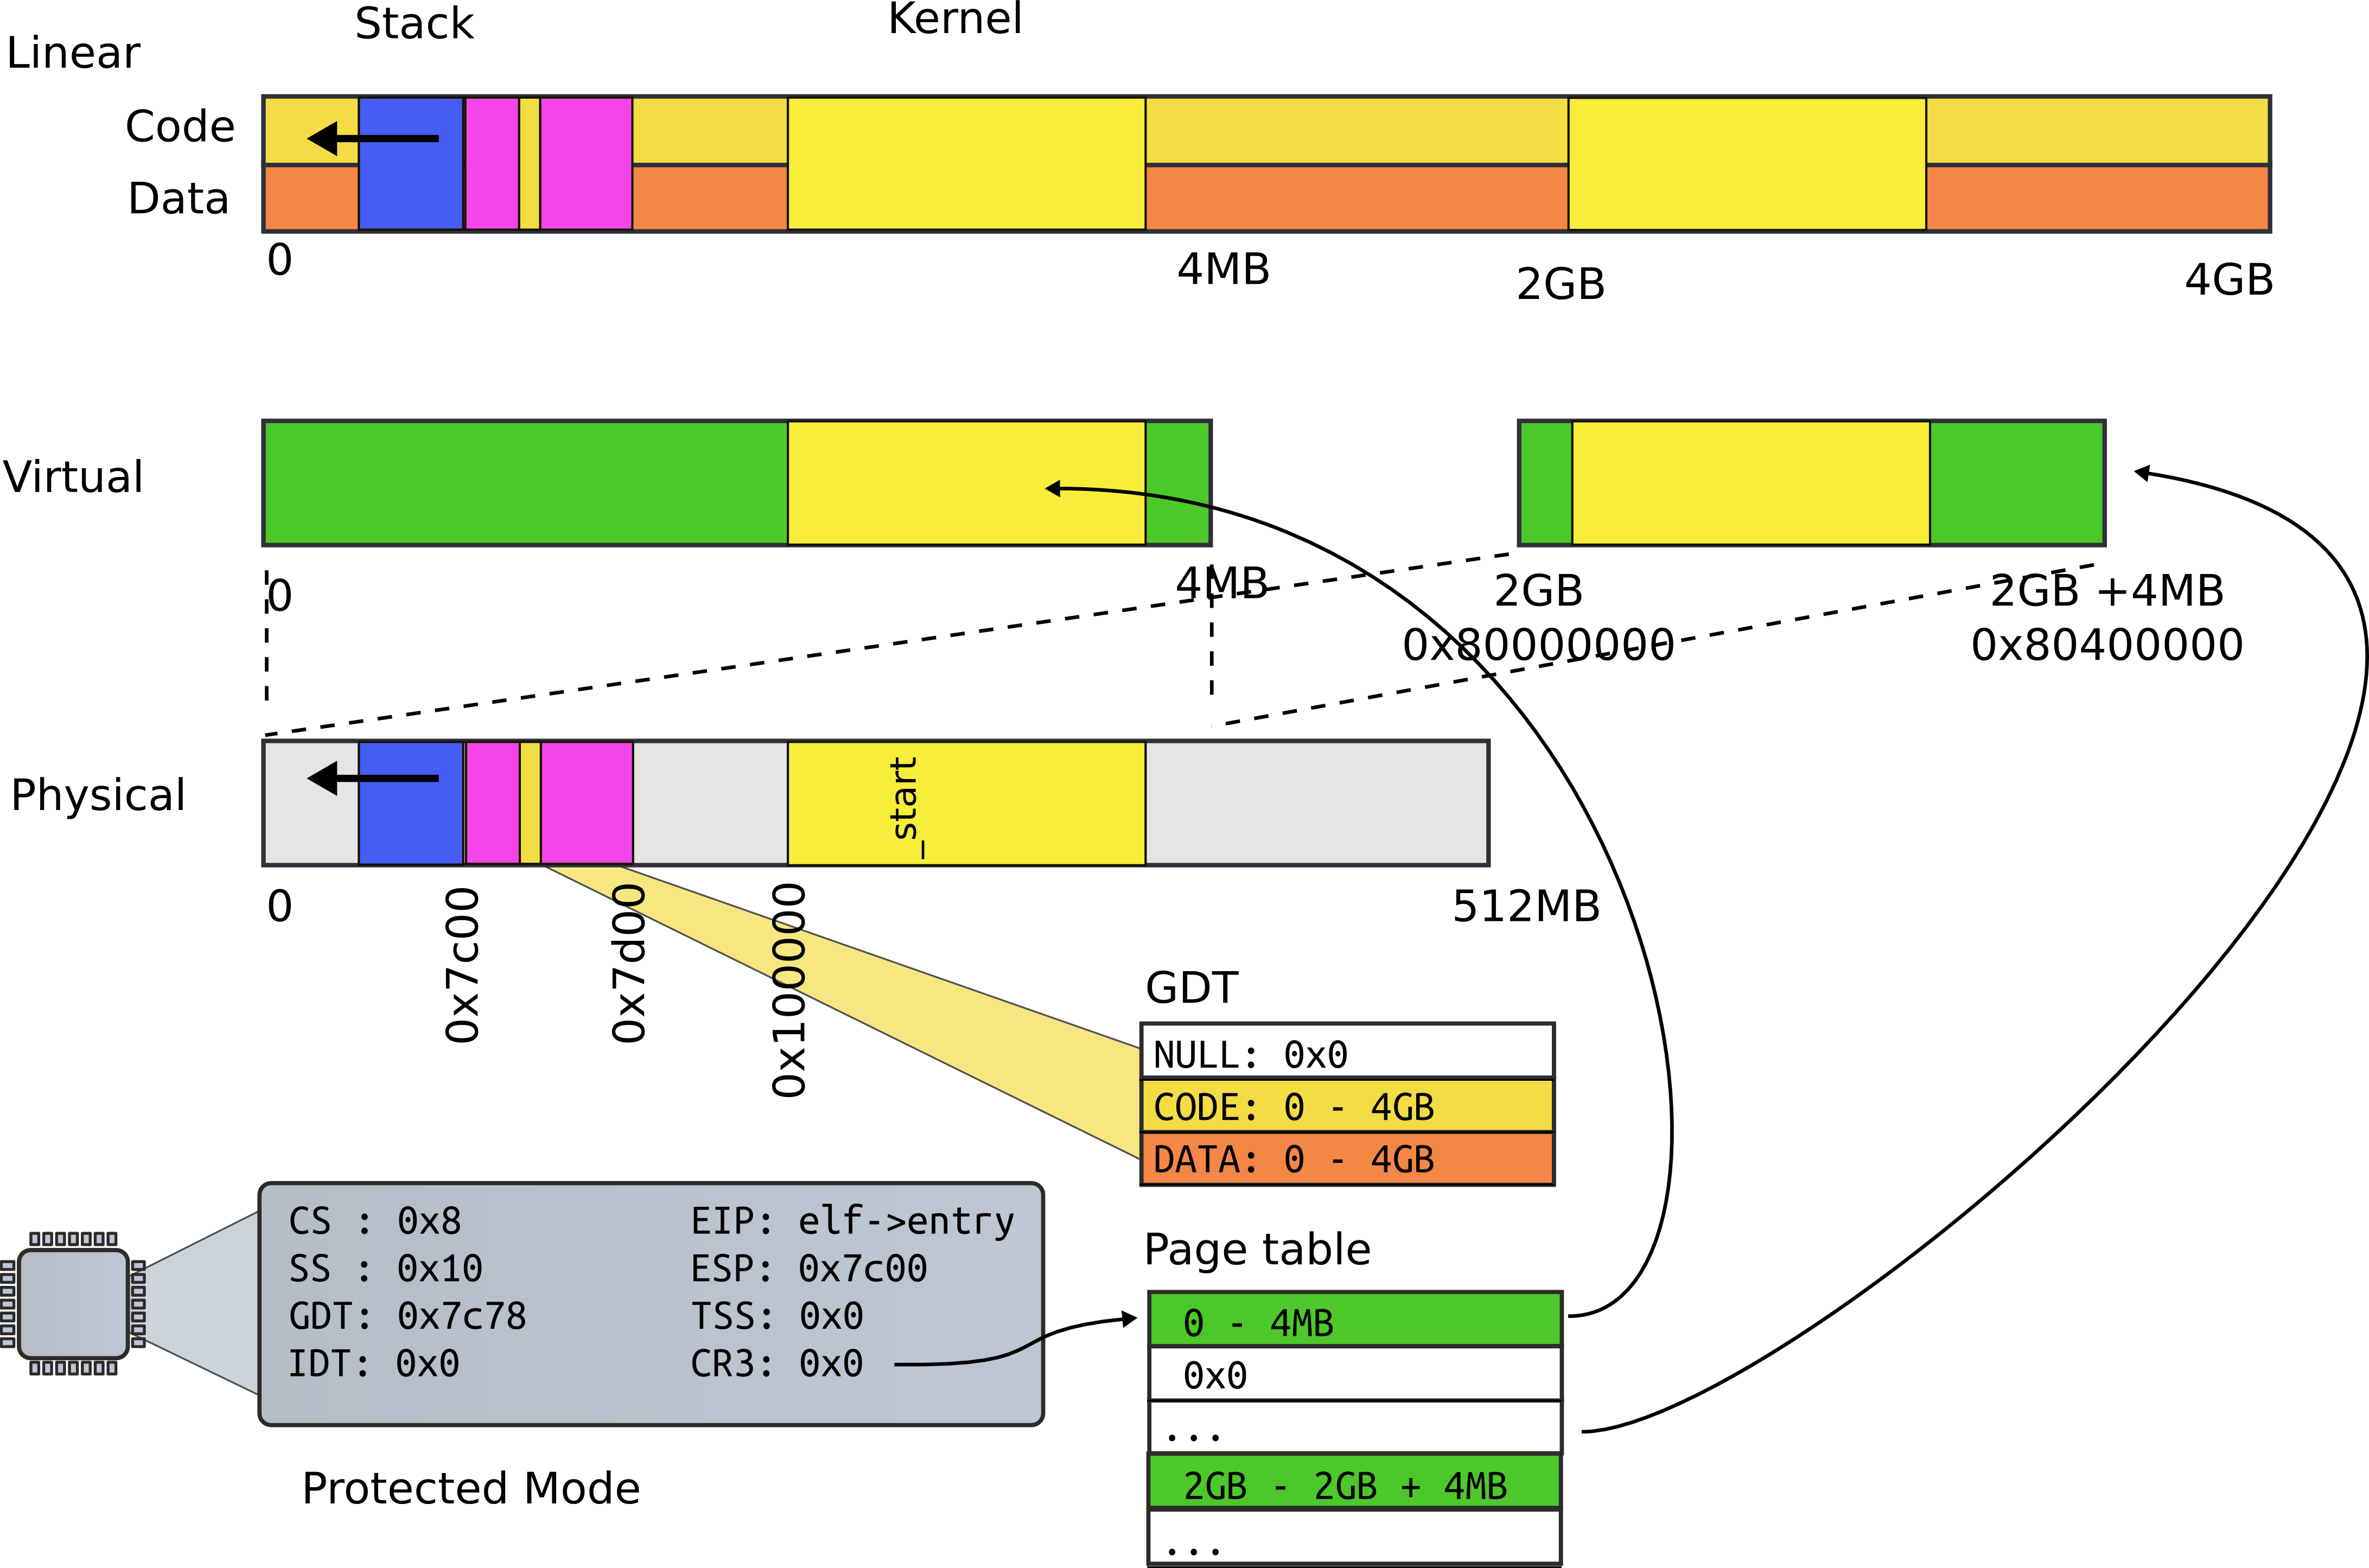 Stack
Kernel
Linear
Code
Data
0
4MB
2GB
4GB
Virtual
0
4MB
2GB
0x80000000
2GB +4MB
0x80400000
Physical
_start
0
0x7c00
0x7d00
0x100000
512MB
GDT
NULL: 0x0
CODE: 0 - 4GB
DATA: 0 - 4GB
CS : 0x8
SS : 0x10
GDT: 0x7c78
IDT: 0x0
EIP: elf->entry
ESP: 0x7c00
TSS: 0x0
CR3: 0x0
Protected Mode
Page table
0 - 4MB
0x0
...
2GB - 2GB + 4MB
...